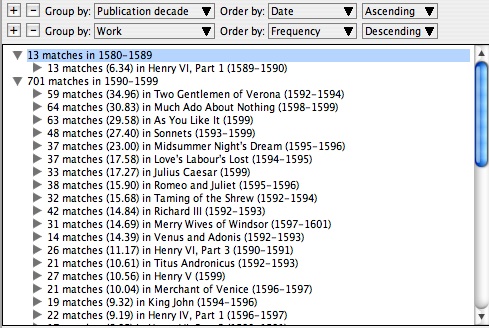 + - Group by: Publication decade Order by: Date Ascending
+ - Group by: Work Order by: Frequency Descending
13 matches in 1580-1589
13 matches (6.34) in Henry VI, Part 1 (1589-1590)
701 matches in 1590-1599
59 matches (34.96) in Two Gentlemen of Verona (1592-1594)
64 matches (30.83) in Much Ado About Nothing (1598-1599)
63 matches (29.58) in As You Like It (1599)
48 matches (27.40) in Sonnets (1593-1599)
37 matches (23.00) in Midsummer Night's Dream (1595-1596)
37 matches (17.58) in Love's Labour's Lost (1594-1595)
33 matches (17.27) in Julius Caesar (1599)
38 matches (15.90) in Romeo and Juliet (1595-1596)
32 matches (15.68) in Taming of the Shrew (1592-1594)
42 matches (14.84) in Richard III (1592-1593)
31 matches (14.69) in Merry Wives of Windsor (1597-1601)
14 matches (14.39) in Venus and Adonis (1592-1593)
26 matches (11.17) in Henry VI, Part 3 (1590-1591)
21 matches (10.61) in Titus Andronicus (1592-1593)
27 matches (10.56) in Henry V (1599)
21 matches (10.04) in Merchant of Venice (1596-1597)
19 matches (9.32) in King John (1594-1596)
22 matches (9.19) in Henry IV, Part 1 (1596-1597)